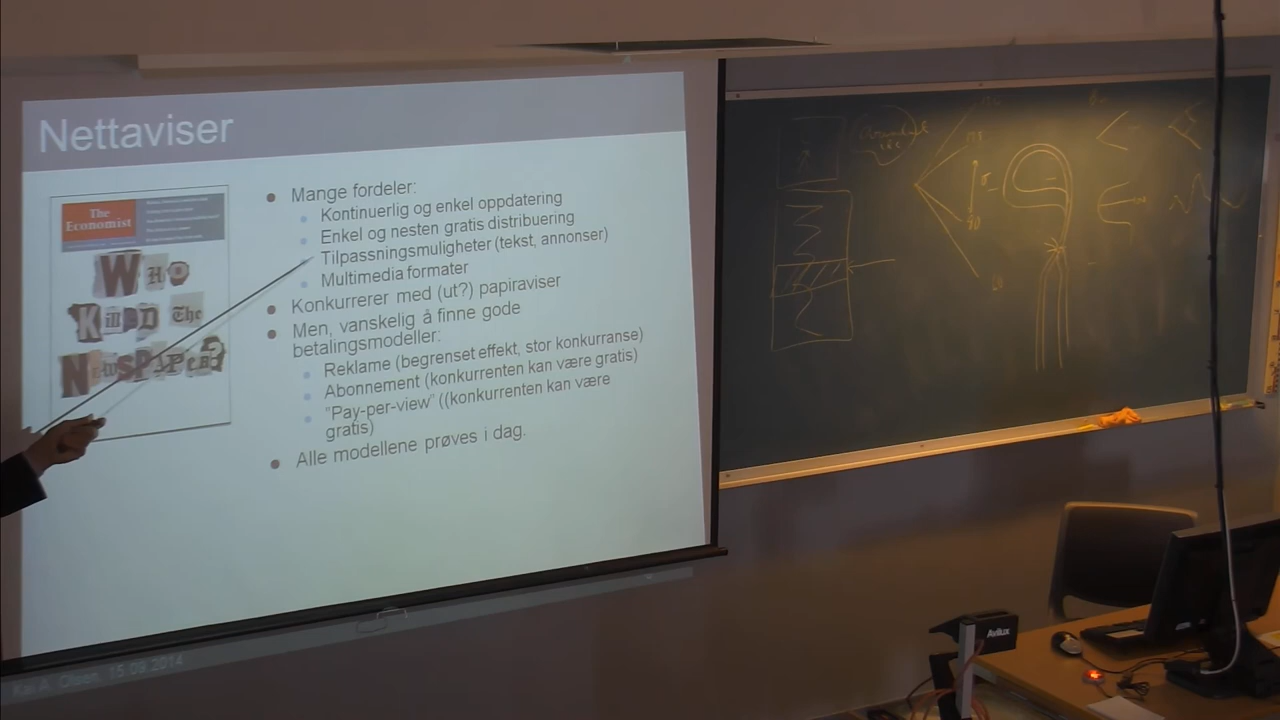 Nettaviser
The
Economist
WHO
KillED The
NewsPaPer?
Mange fordeler:
Kontinuerlig og enkel oppdatering
Enkel og nesten gratis distribuering
Tilpassningsmuligheter (tekst, annonser)
Multimedia formater
Konkurrerer med (ut?) papiraviser
Men, vanskelig å finne gode
betalingsmodeller:
Reklame (begrenset effekt, stor konkurranse)
Abonnement (konkurrenten kan være gratis)
"Pay-per-view" ((konkurrenten kan være
gratis)
Alle modellene prøves i dag.
Kai A. Olsen, 15.09.2014
Avilux